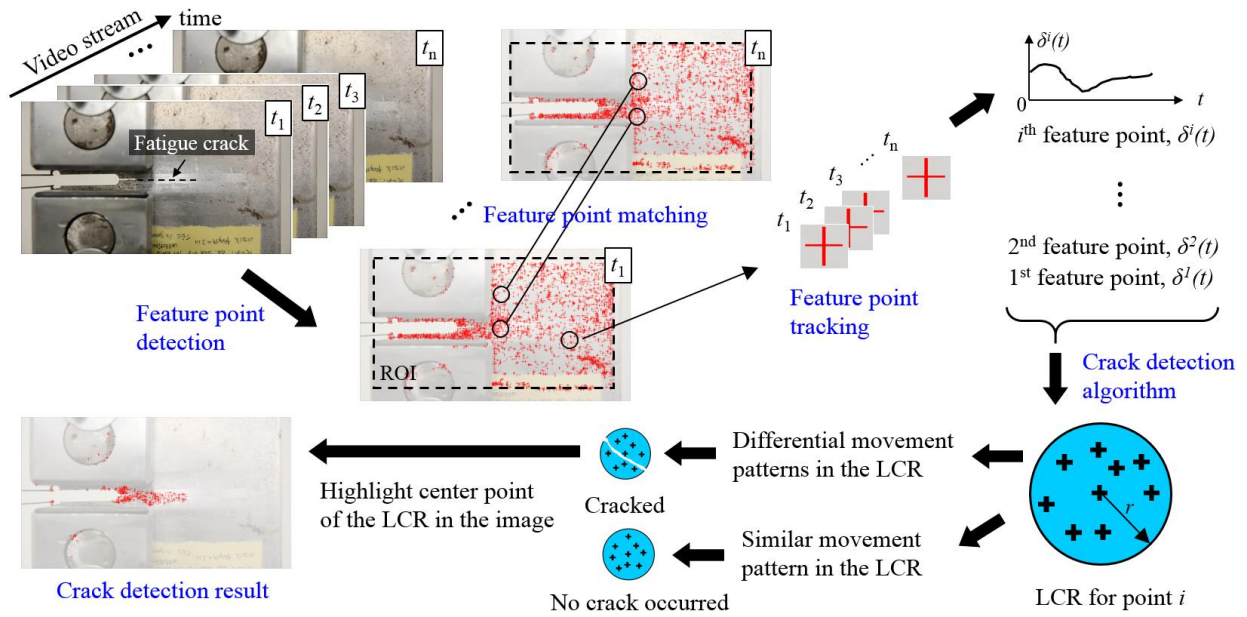 Video stream
time
...
tn
t3
t2
t1
Fatigue crack
Feature point
detection
tn
... Feature point matching
t1
ROI
tn
...
t3
t2
t1
Feature point
tracking
δi(t)
0
t
ith feature point, δi(t)
...
2nd feature point, δ2(t)
1st feature point, δ1(t)
Crack detection
algorithm
r
LCR for point i
Differential movement
patterns in the LCR
Cracked
Similar movement
pattern in the LCR
No crack occurred
Highlight center point
of the LCR in the image
Crack detection result